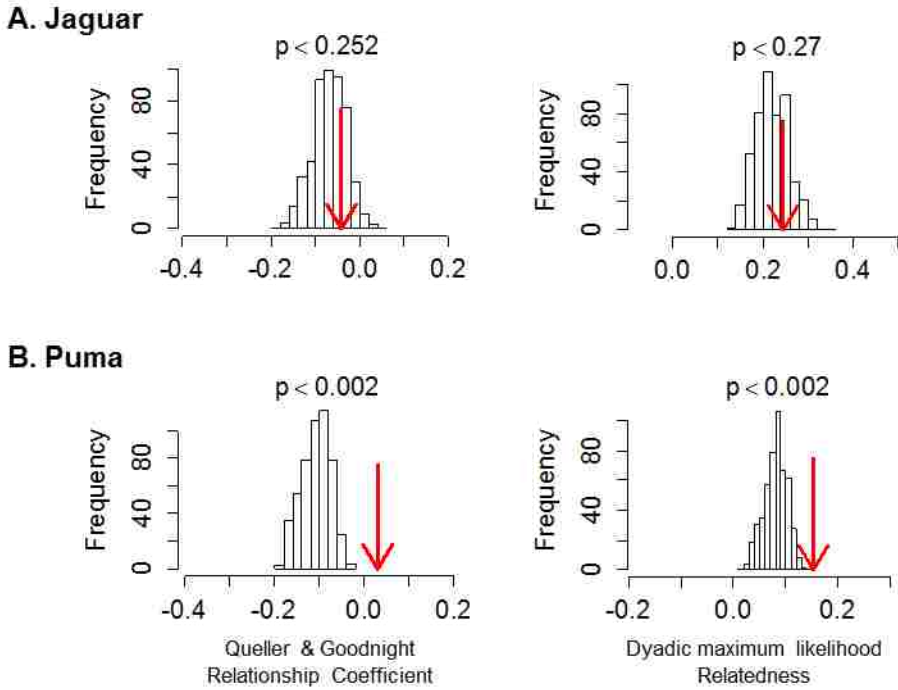 A. Jaguar
p < 0.252
p < 0.27
Frequency
0 40 80
-0.4 -0.2 0.0 0.2
Frequency
0 40 80
0.0 0.2 0.4
B. Puma
p < 0.002
p < 0.002
Frequency
0 40 80
-0.4 -0.2 0.0 0.2
Frequency
0 40 80
-0.2 0.0 0.2
Queller & Goodnight
Relationship Coefficient
Dyadic maximum likelihood
Relatedness